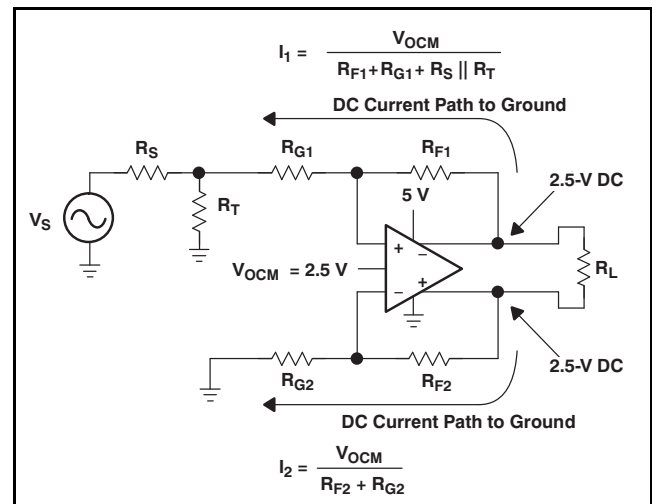 I1 = VOCM / RF1+RG1+ RS || RT
DC Current Path to Ground
RS
RG1
RF1
2.5-V DC
RT
5 V
VS
+
−
VOCM = 2.5 V
RL
−
+
RG2
RF2
2.5-V DC
DC Current Path to Ground
I2 = VOCM / RF2 + RG2